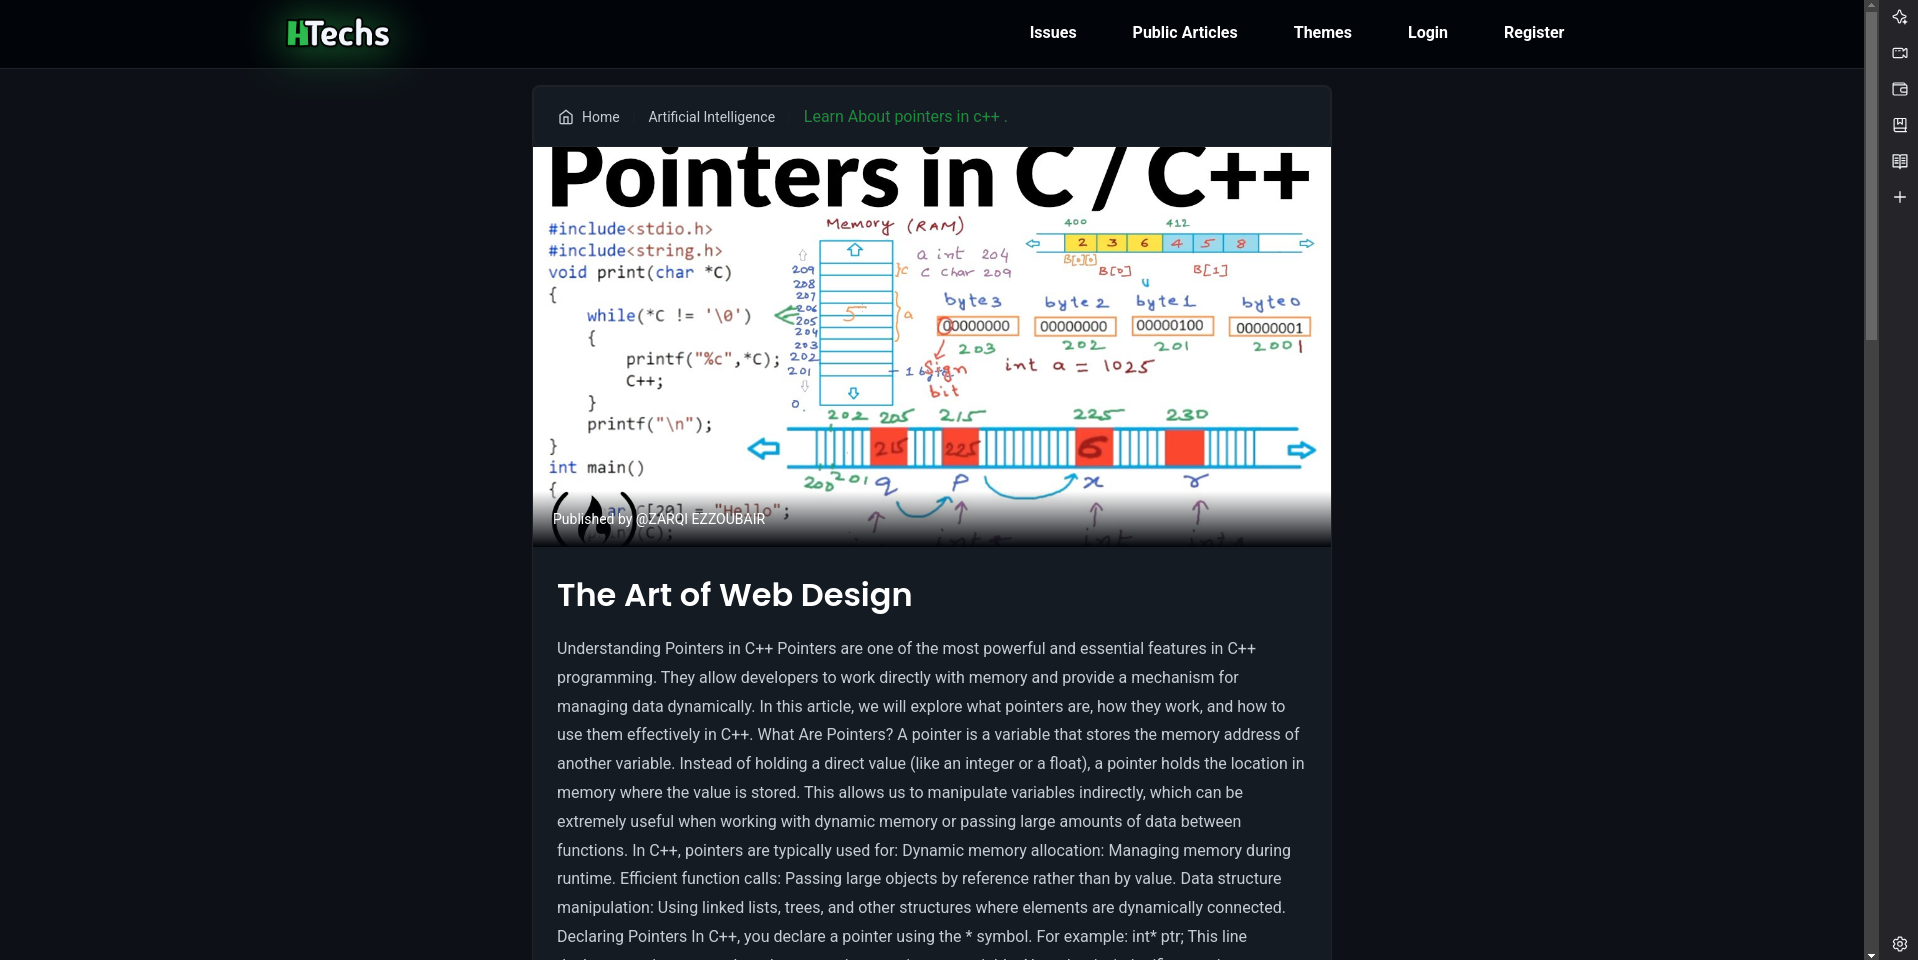 HTechs
Issues
Public Articles
Themes
Login
Register
Home
Artificial Intelligence
Learn About pointers in c++ .
Pointers in C / C++
#include<stdio.h>
#include<string.h>
void print(char *C)
{
while(*C != '\0')
{
printf("%c",*C);
C++;
}
printf("\n");
}
int main()
{
Memory (RAM)
209
208
207
206
205
204
203
202
201
0.
5
c
a
a int 204
c char 209
400
412
2 3 6 4 5 8
B[0][0]
B[0]
B[1]
byte3 byte2 byte1 byte0
00000000 00000000 00000100 00000001
203 202 201 200
Sign
bit
int a = 1025
202 205 215 225 230
215 225 6
200 201 q p x r
Published by @ZARQI EZZOUBAIR
The Art of Web Design
Understanding Pointers in C++ Pointers are one of the most powerful and essential features in C++
programming. They allow developers to work directly with memory and provide a mechanism for
managing data dynamically. In this article, we will explore what pointers are, how they work, and how to
use them effectively in C++. What Are Pointers? A pointer is a variable that stores the memory address of
another variable. Instead of holding a direct value (like an integer or a float), a pointer holds the location in
memory where the value is stored. This allows us to manipulate variables indirectly, which can be
extremely useful when working with dynamic memory or passing large amounts of data between
functions. In C++, pointers are typically used for: Dynamic memory allocation: Managing memory during
runtime. Efficient function calls: Passing large objects by reference rather than by value. Data structure
manipulation: Using linked lists, trees, and other structures where elements are dynamically connected.
Declaring Pointers In C++, you declare a pointer using the * symbol. For example: int* ptr; This line